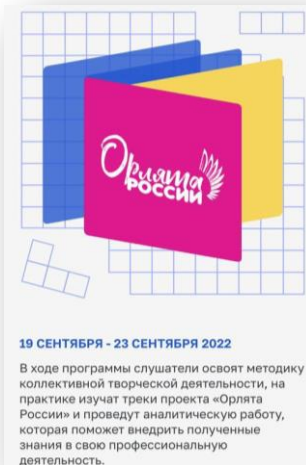 Орлята
РОССИИ
19 СЕНТЯБРЯ - 23 СЕНТЯБРЯ 2022
В ходе программы слушатели освоят методику
коллективной творческой деятельности, на
практике изучат треки проекта «Орлята
России» и проведут аналитическую работу,
которая поможет внедрить полученные
знания в свою профессиональную
деятельность.